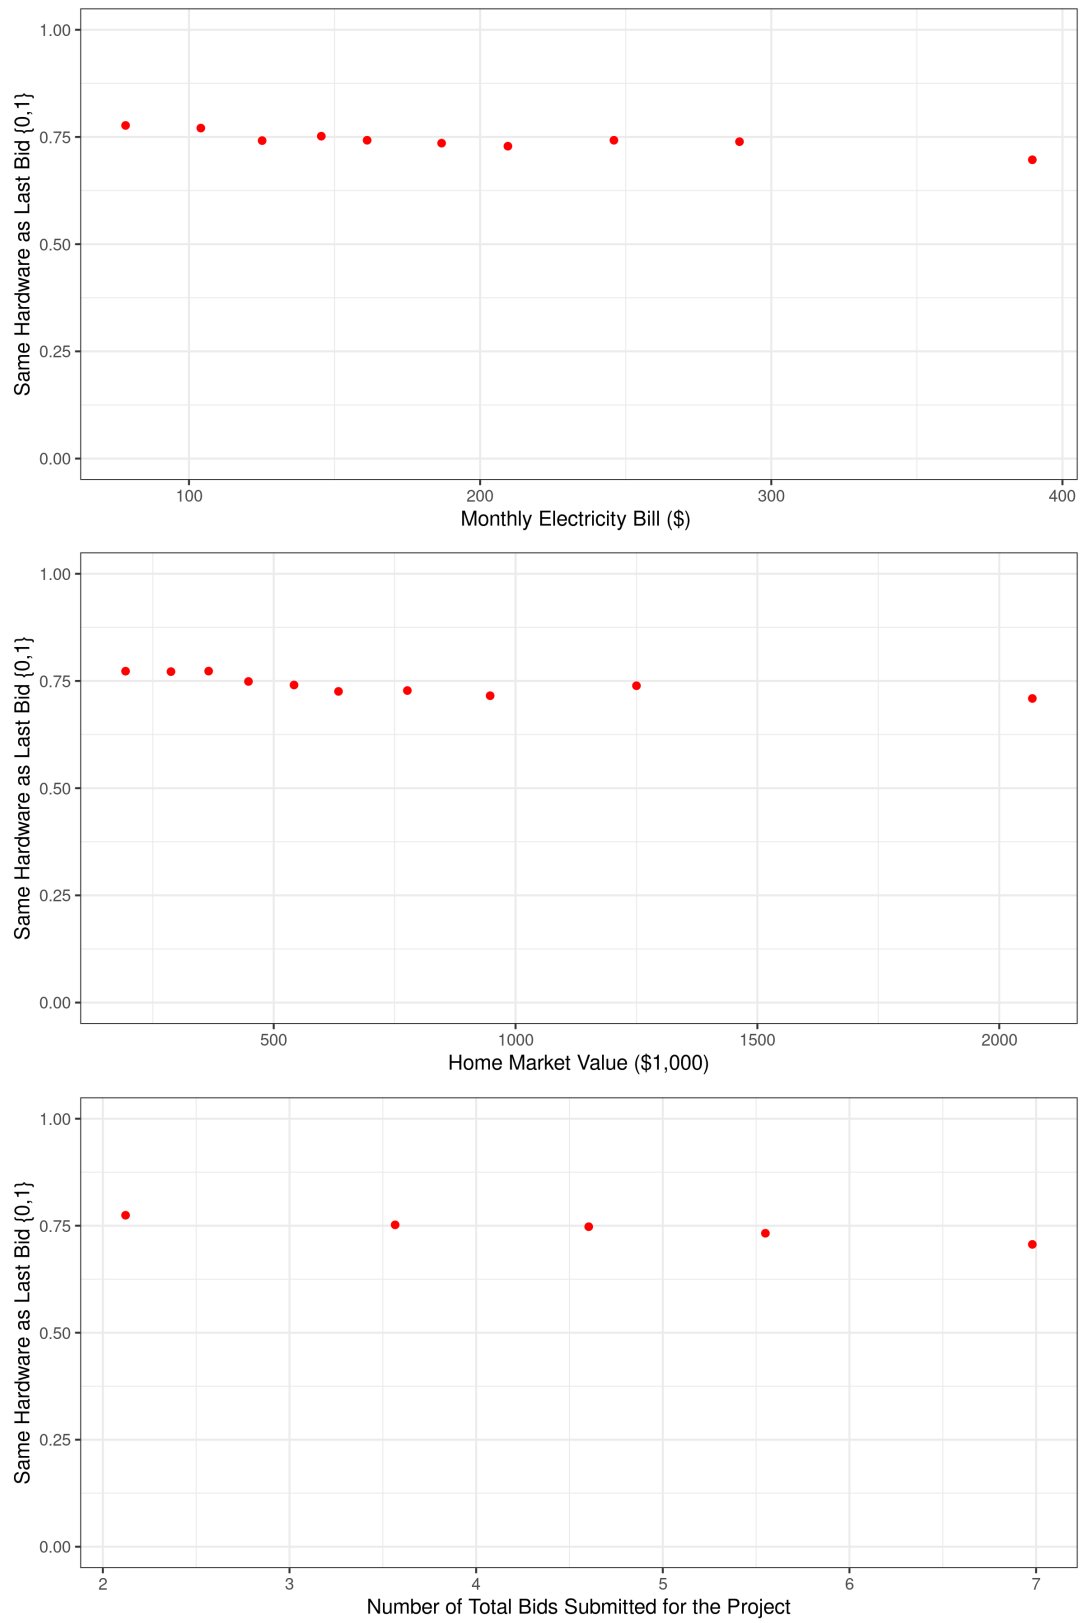 1.00
0.75
0.50
0.25
0.00
Same Hardware as Last Bid {0,1}
100 200 300 400
Monthly Electricity Bill ($)
1.00
0.75
0.50
0.25
0.00
Same Hardware as Last Bid {0,1}
500 1000 1500 2000
Home Market Value ($1,000)
1.00
0.75
0.50
0.25
0.00
Same Hardware as Last Bid {0,1}
2 3 4 5 6 7
Number of Total Bids Submitted for the Project